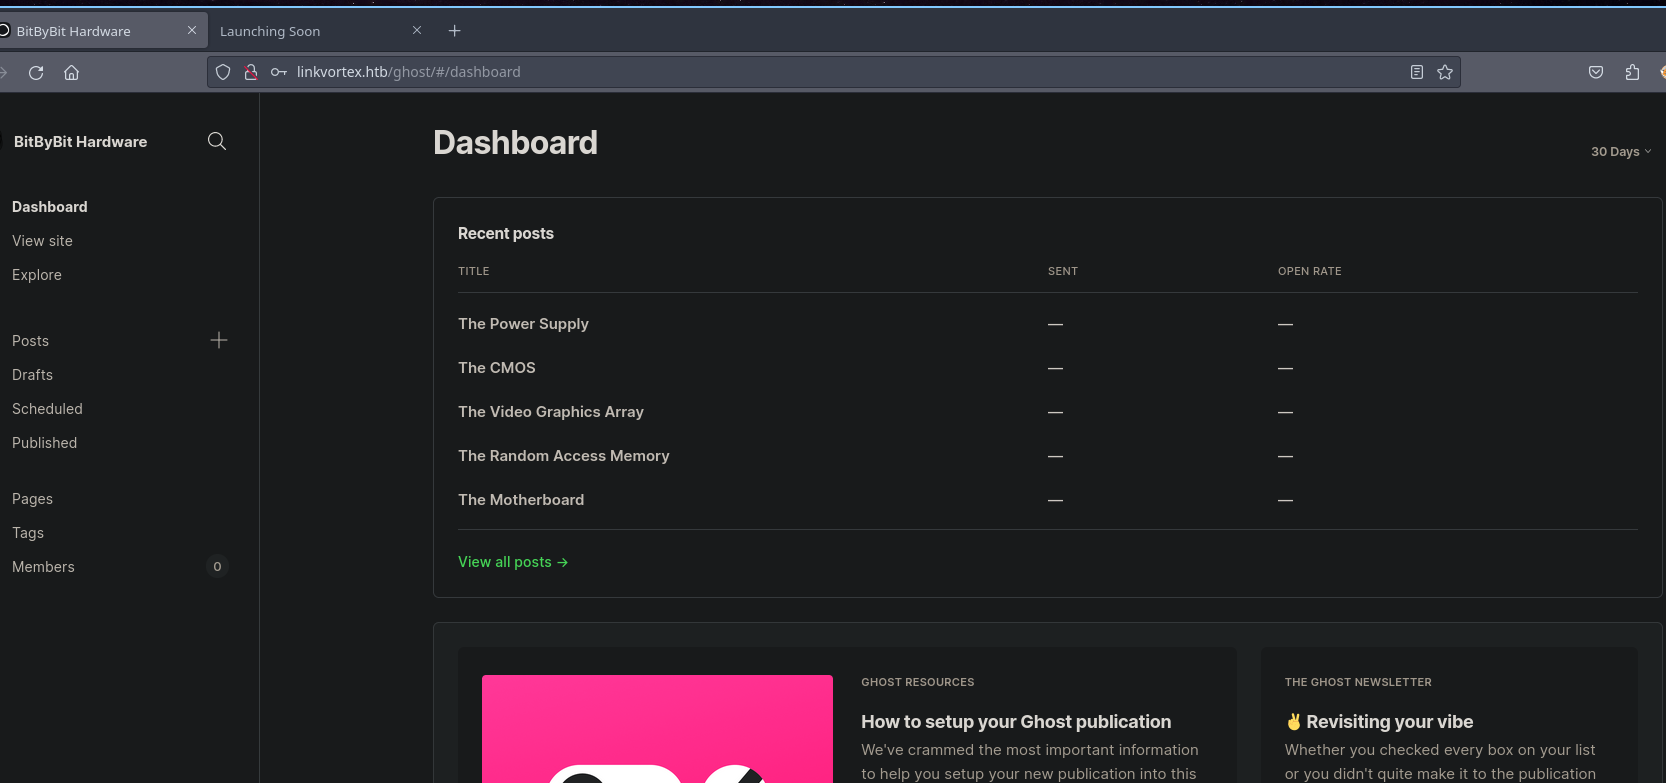 BitByBit Hardware
Launching Soon
linkvortex.htb/ghost/#/dashboard
BitByBit Hardware
Dashboard
View site
Explore
Posts
Drafts
Scheduled
Published
Pages
Tags
Members 0
Dashboard
30 Days
Recent posts
TITLE SENT OPEN RATE
The Power Supply — —
The CMOS — —
The Video Graphics Array — —
The Random Access Memory — —
The Motherboard — —
View all posts →
GHOST RESOURCES
How to setup your Ghost publication
We've crammed the most important information
to help you setup your new publication into this
THE GHOST NEWSLETTER
✌️ Revisiting your vibe
Whether you checked every box on your list
or you didn't quite make it to the publication